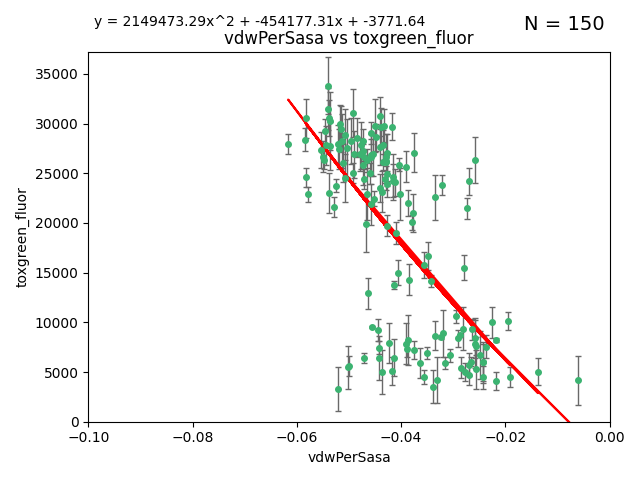 y = 2149473.29x^2 + -454177.31x + -3771.64
N = 150
vdwPerSasa vs toxgreen_fluor
35000
30000
25000
20000
15000
10000
5000
0
toxgreen_fluor
−0.10
−0.08
−0.06
−0.04
−0.02
0.00
vdwPerSasa